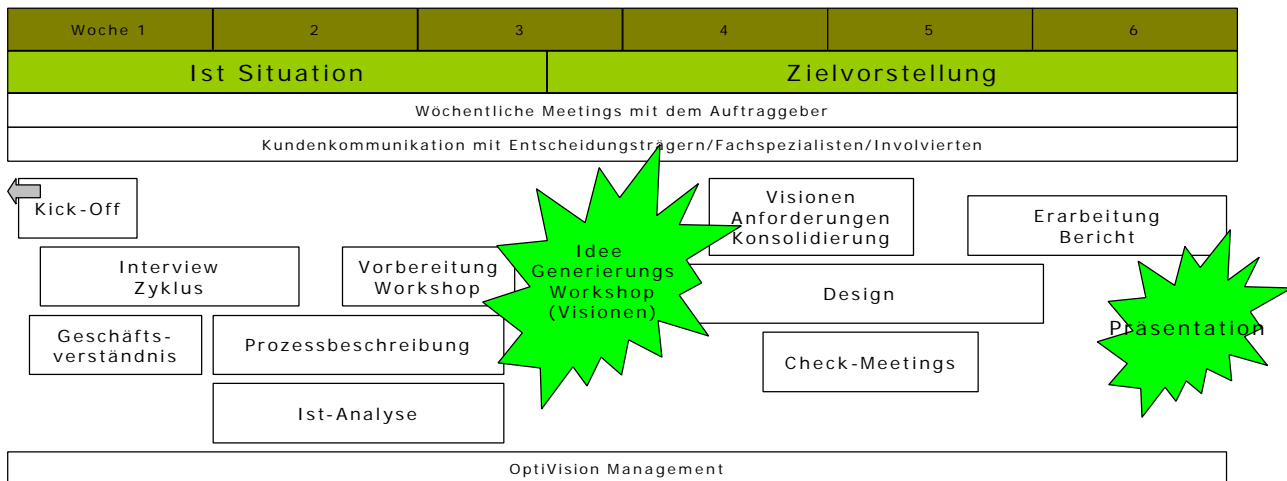 Woche 1
2
3
4
5
6
Ist Situation
Zielvorstellung
Wöchentliche Meetings mit dem Auftraggeber
Kundenkommunikation mit Entscheidungsträgern/Fachspezialisten/Involvierten
Kick-Off
Visionen
Anforderungen
Konsolidierung
Erarbeitung
Bericht
Interview
Zyklus
Vorbereitung
Workshop
Idee
Generierungs
Workshop
(Visionen)
Design
Präsentation
Geschäfts-
verständnis
Prozessbeschreibung
Check-Meetings
Ist-Analyse
OptiVision Management